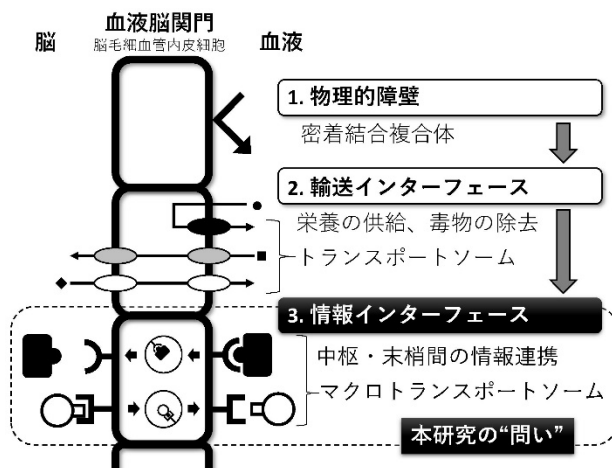 脳
血液脳関門
脳毛細血管内皮細胞
血液
1. 物理的障壁
密着結合複合体
2. 輸送インターフェース
栄養の供給、毒物の除去
トランスポートソーム
3. 情報インターフェース
中枢・末梢間の情報連携
マクロトランスポートソーム
本研究の“問い”